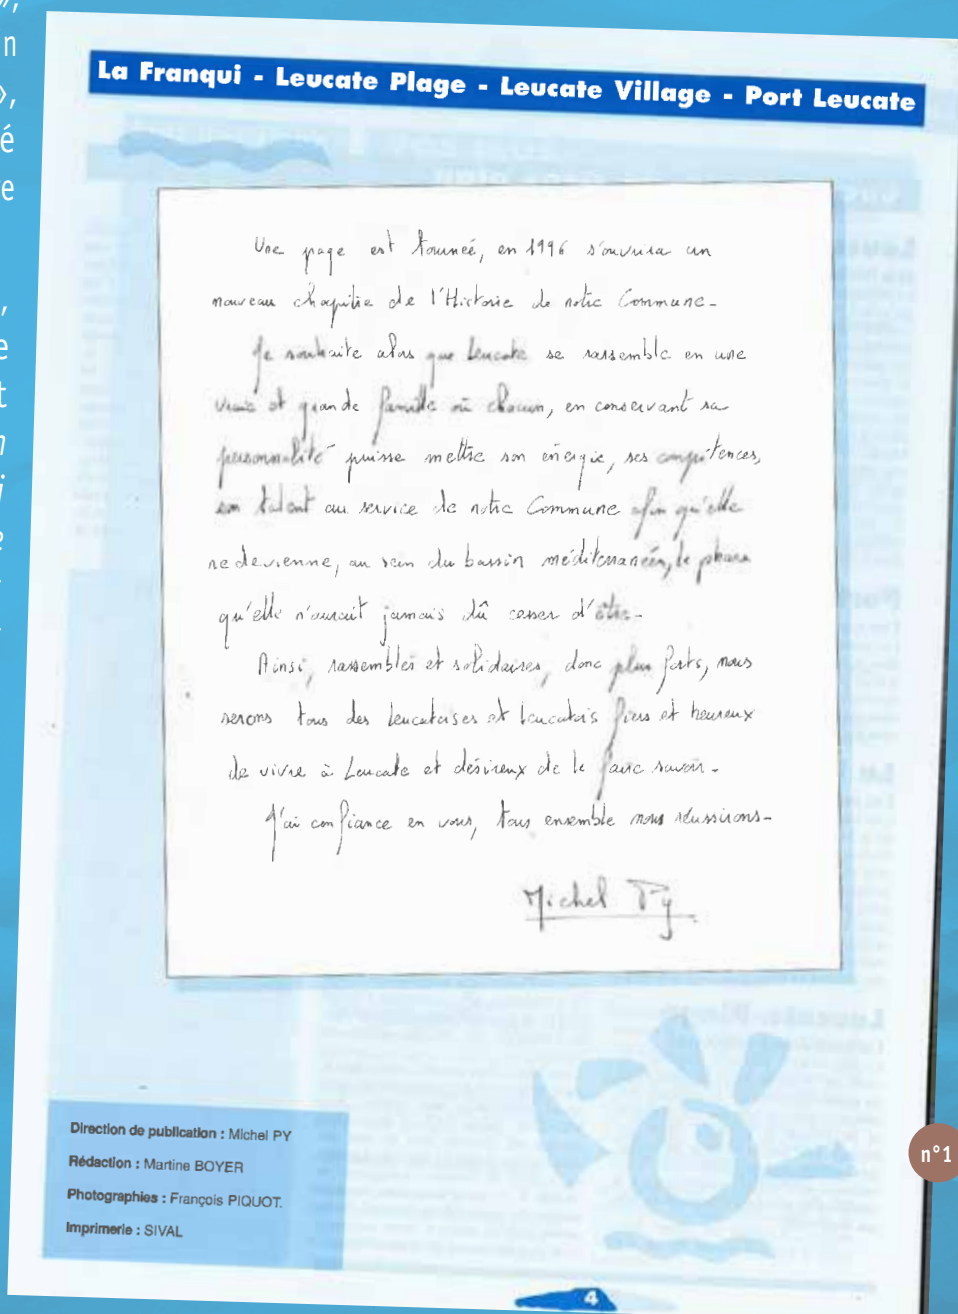 n
é
e
,
e
t
n
i
e
La Franqui - Leucate Plage - Leucate Village - Port Leucate
Une page est tournée, en 1996 s'ouvrira un
nouveau chapitre de l'Histoire de notre Commune -
Je souhaite alors que Leucate se rassemble en une
vraie et grande famille où chacun, en conservant sa
personnalité puisse mettre son énergie, ses compétences,
son talent au service de notre Commune afin qu'elle
redevienne, au sein du bassin méditerranéen, le phare
qu'elle n'aurait jamais dû cesser d'être -
Ainsi, rassemblés et solidaires, donc plus forts, nous
serons tous des Leucatoises et Leucatois fiers et heureux
de vivre à Leucate et désireux de le faire savoir -
J'ai confiance en vous, tous ensemble nous réussirons -
Michel Py
Direction de publication : Michel PY
Rédaction : Martine BOYER
Photographies : François PIQUOT.
Imprimerie : SIVAL
n°1
4